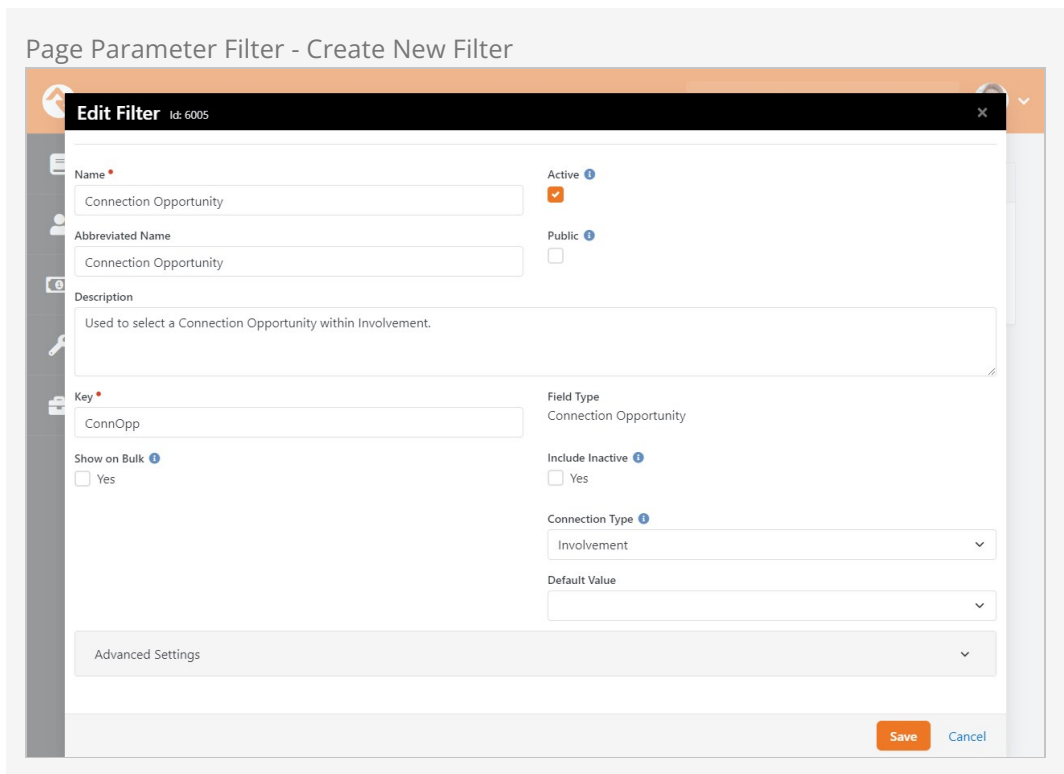 Page Parameter Filter - Create New Filter
Edit Filter Id: 6005
Name
Active
Connection Opportunity
Abbreviated Name
Public
Connection Opportunity
Description
Used to select a Connection Opportunity within Involvement.
Key
Field Type
ConnOpp
Connection Opportunity
Show on Bulk
Include Inactive
Yes
Yes
Connection Type
Involvement
Default Value
Advanced Settings
Save Cancel